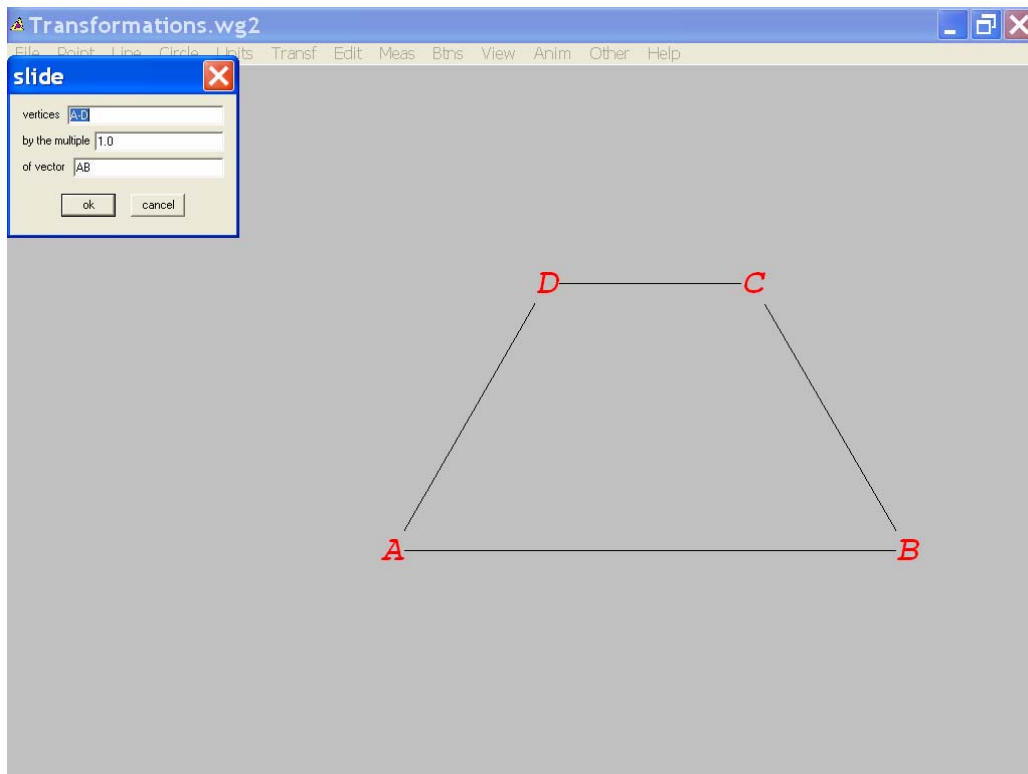 Transformations.wg2
File Point Line Circle Units Transf Edit Meas Btns View Anim Other Help
slide
vertices A-D
by the multiple 1.0
of vector AB
ok cancel
D C
A B